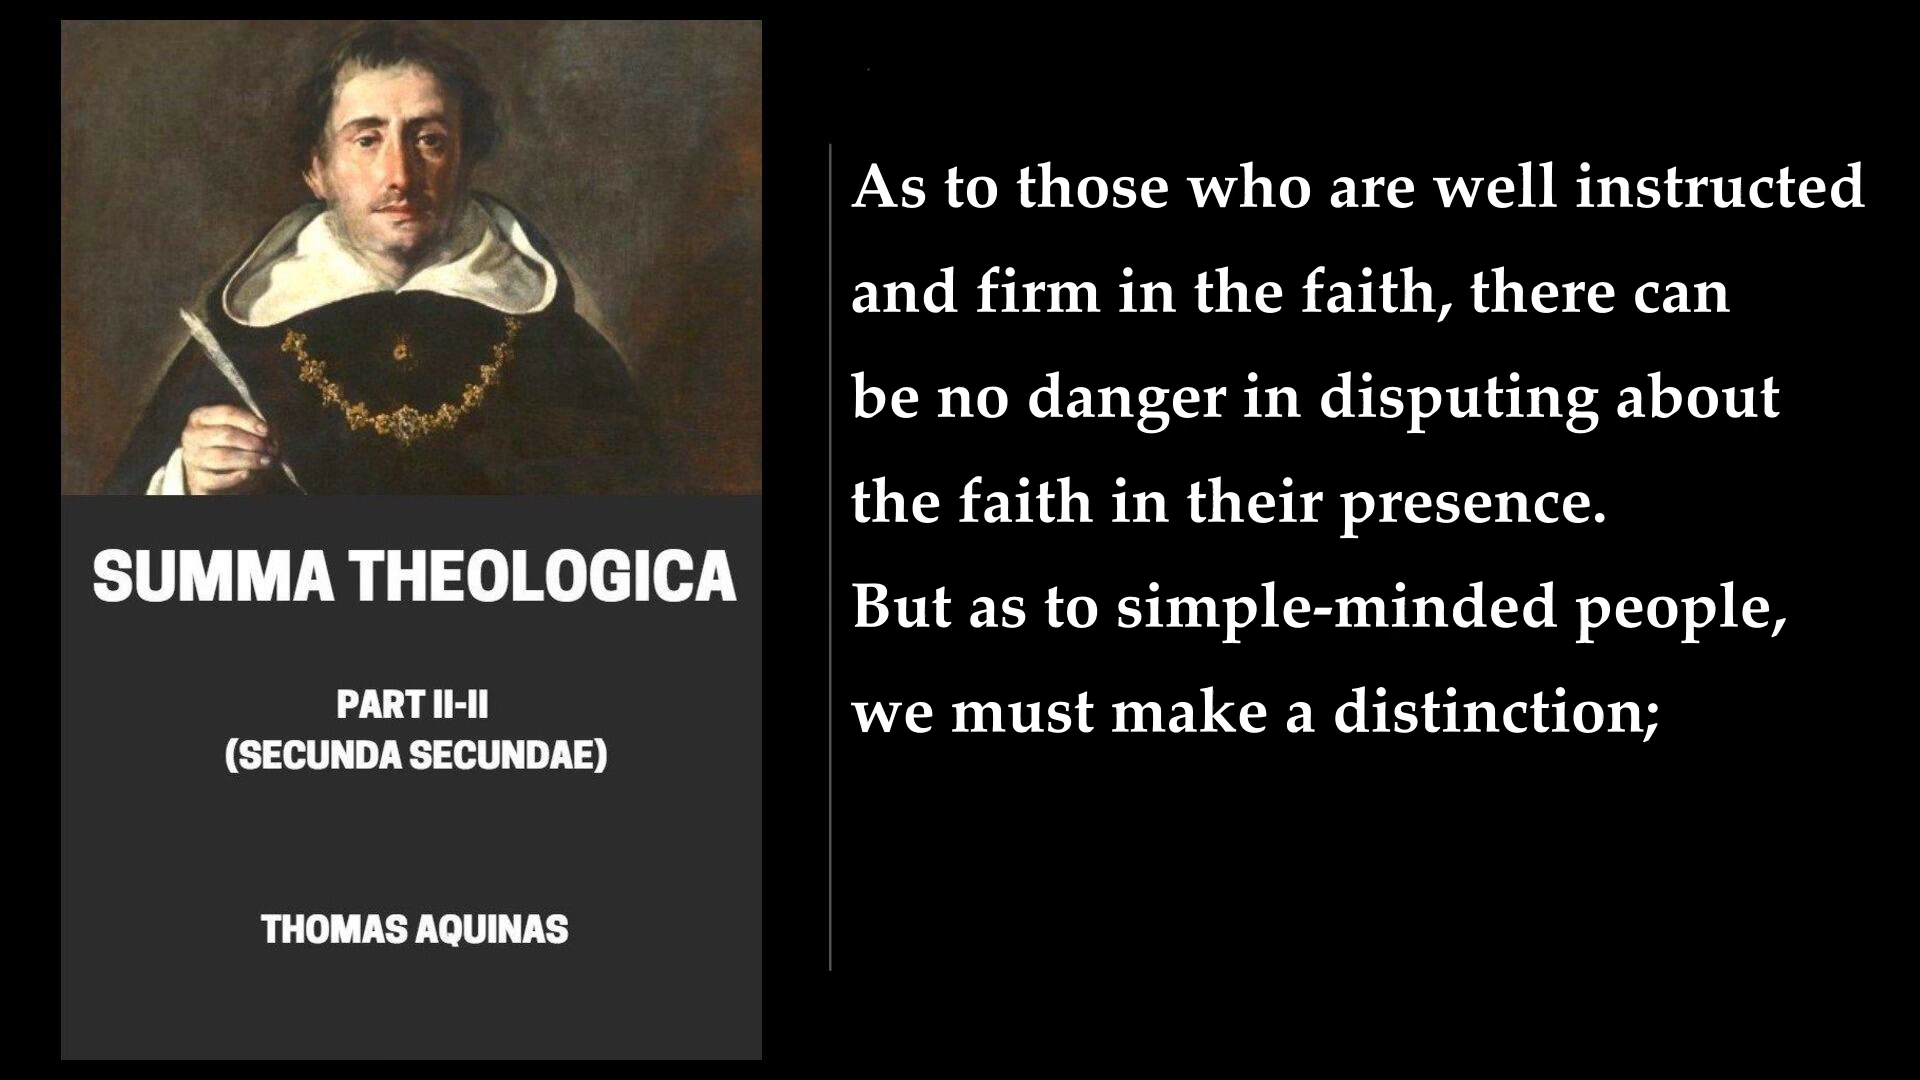 SUMMA THEOLOGICA
PART II-II
(SECUNDA SECUNDAE)
THOMAS AQUINAS
As to those who are well instructed
and firm in the faith, there can
be no danger in disputing about
the faith in their presence.
But as to simple-minded people,
we must make a distinction;